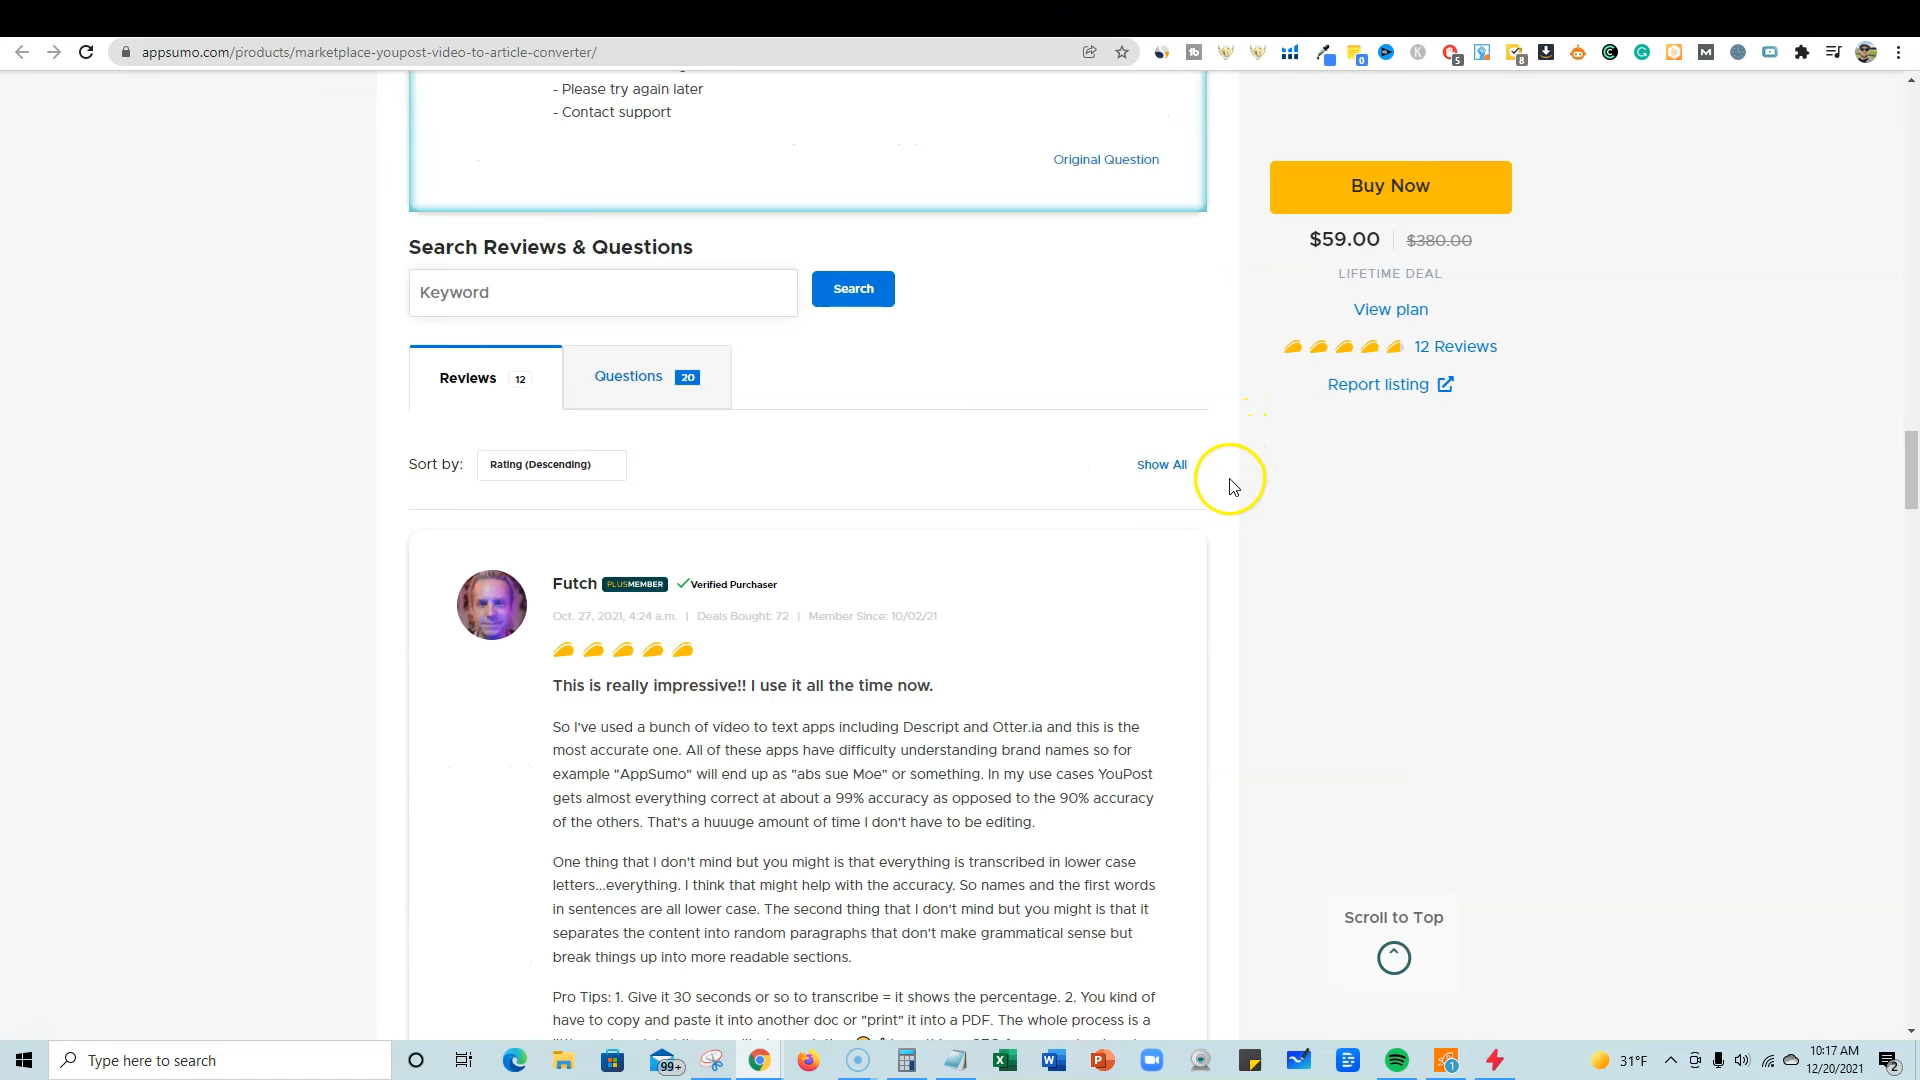 appsumo.com/products/marketplace-youpost-video-to-article-converter/
- Please try again later
- Contact support
Original Question
Buy Now
$59.00 | $380.00
LIFETIME DEAL
View plan
12 Reviews
Report listing
Search Reviews & Questions
Keyword
Search
Reviews 12
Questions 20
Sort by: Rating (Descending)
Show All
Futch PLUSMEMBER Verified Purchaser
Oct. 27, 2021, 4:24 a.m. | Deals Bought: 72 | Member Since: 10/02/21
This is really impressive!! I use it all the time now.
So I've used a bunch of video to text apps including Descript and Otter.ia and this is the
most accurate one. All of these apps have difficulty understanding brand names so for
example "AppSumo" will end up as "abs sue Moe" or something. In my use cases YouPost
gets almost everything correct at about a 99% accuracy as opposed to the 90% accuracy
of the others. That's a huuuge amount of time I don't have to be editing.
One thing that I don't mind but you might is that everything is transcribed in lower case
letters...everything. I think that might help with the accuracy. So names and the first words
in sentences are all lower case. The second thing that I don't mind but you might is that it
separates the content into random paragraphs that don't make grammatical sense but
break things up into more readable sections.
Pro Tips: 1. Give it 30 seconds or so to transcribe = it shows the percentage. 2. You kind of
have to copy and paste it into another doc or "print" it into a PDF. The whole process is a
Scroll to Top
Type here to search
99+
31°F
10:17 AM
12/20/2021